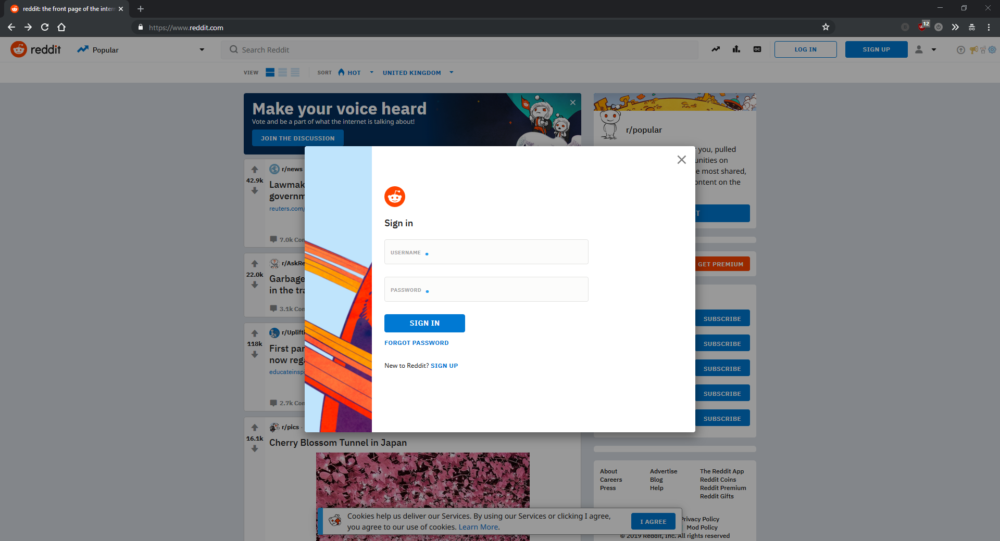 reddit: the front page of the inter
https://www.reddit.com
12
reddit
Popular
Search Reddit
OC
LOG IN
SIGN UP
VIEW
SORT
HOT
UNITED KINGDOM
Make your voice heard
Vote and be a part of what the internet is talking about!
JOIN THE DISCUSSION
r/popular
you, pulled
unities on
e most shared,
ontent on the
T
GET PREMIUM
SUBSCRIBE
SUBSCRIBE
SUBSCRIBE
SUBSCRIBE
SUBSCRIBE
42.9k
r/news
Lawmak
governm
reuters.com/
7.0k Com
22.0k
r/AskRe
Garbage
in the tra
3.1k Com
118k
r/Uplifti
First par
now rega
educateinspi
2.7k Com
16.1k
r/pics ·
Cherry Blossom Tunnel in Japan
Sign in
USERNAME
PASSWORD
SIGN IN
FORGOT PASSWORD
New to Reddit? SIGN UP
About
Careers
Press
Advertise
Blog
Help
The Reddit App
Reddit Coins
Reddit Premium
Reddit Gifts
Privacy Policy
Mod Policy
© 2019 Reddit, Inc. All rights reserved
Cookies help us deliver our Services. By using our Services or clicking I agree,
you agree to our use of cookies. Learn More.
I AGREE